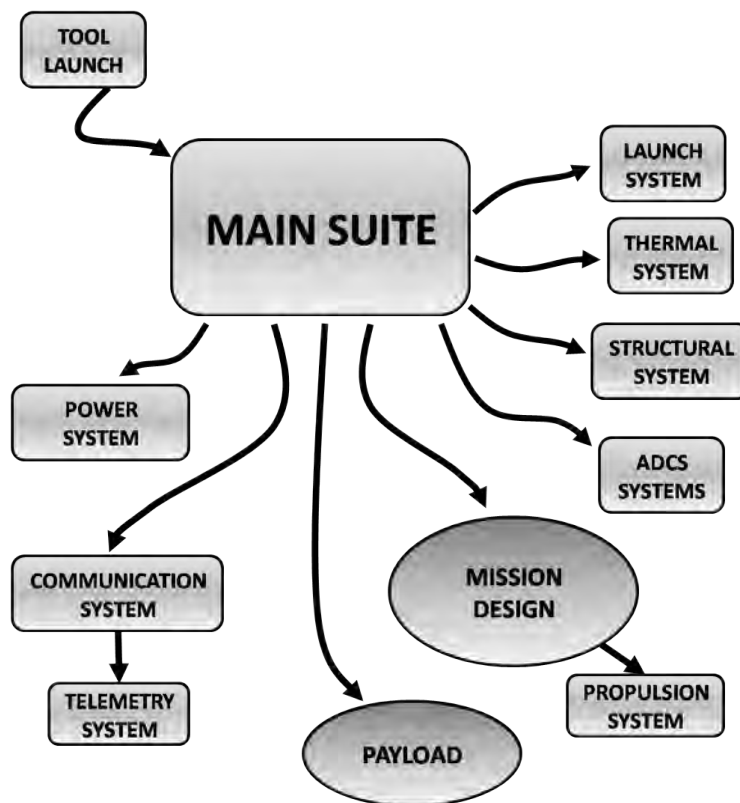 TOOL
LAUNCH
MAIN SUITE
LAUNCH
SYSTEM
THERMAL
SYSTEM
STRUCTURAL
SYSTEM
POWER
SYSTEM
ADCS
SYSTEMS
COMMUNICATION
SYSTEM
MISSION
DESIGN
TELEMETRY
SYSTEM
PROPULSION
SYSTEM
PAYLOAD